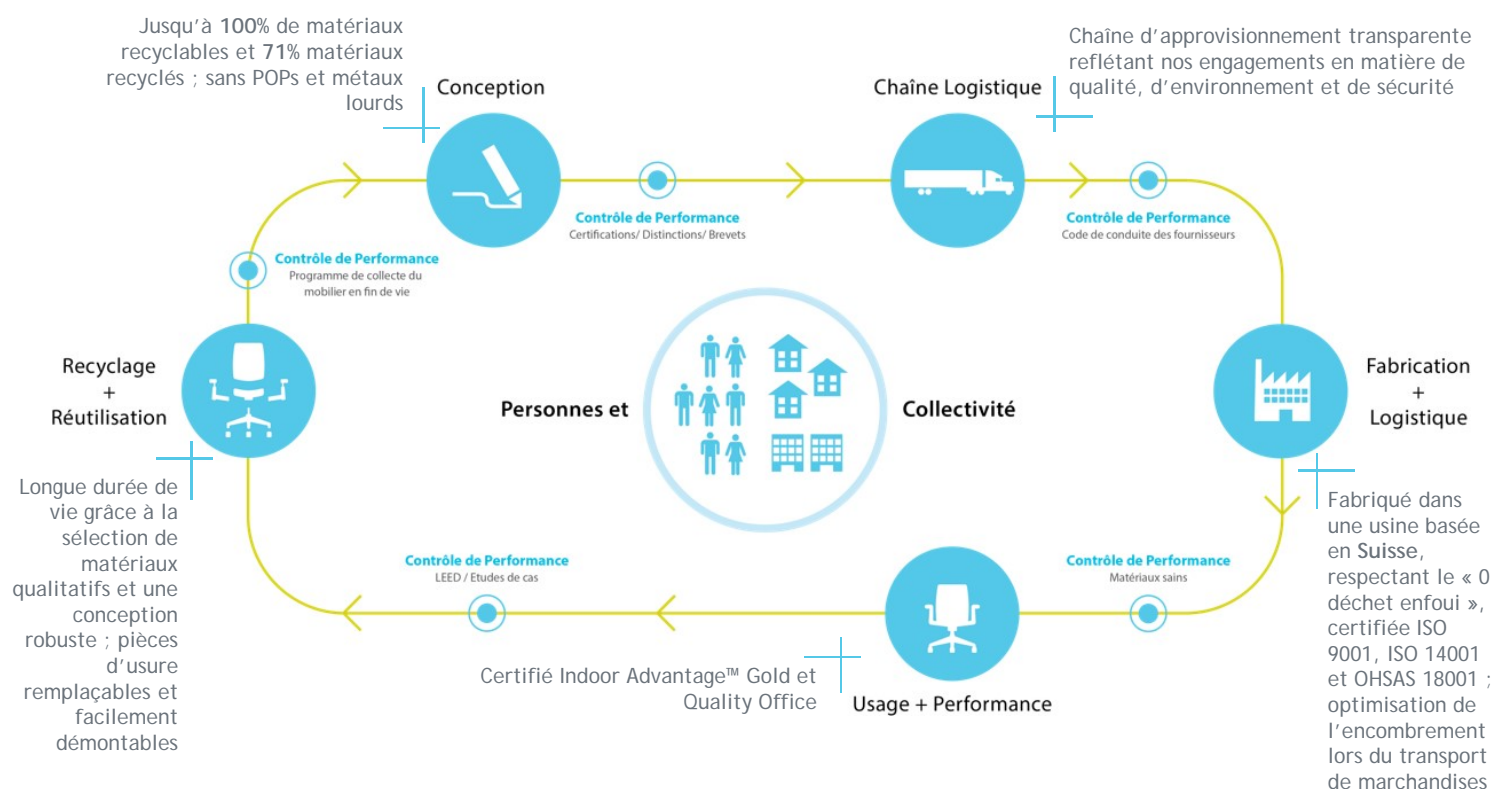 Jusqu'à 100% de matériaux
recyclables et 71% matériaux
recyclés ; sans POPs et métaux
lourds
Conception
Chaîne Logistique
Chaîne d'approvisionnement transparente
reflétant nos engagements en matière de
qualité, d'environnement et de sécurité
Contrôle de Performance
Certifications/ Distinctions/ Brevets
Contrôle de Performance
Code de conduite des fournisseurs
Contrôle de Performance
Programme de collecte du
mobilier en fin de vie
Recyclage
+
Réutilisation
Personnes et
Collectivité
Fabrication
+
Logistique
Longue durée de
vie grâce à la
sélection de
matériaux
qualitatifs et une
conception
robuste ; pièces
d'usure
remplaçables et
facilement
démontables
Fabriqué dans
une usine basée
en Suisse,
respectant le « 0
déchet enfoui »,
certifiée ISO
9001, ISO 14001
et OHSAS 18001 ;
optimisation de
l'encombrement
lors du transport
de marchandises
Contrôle de Performance
LEED / Etudes de cas
Contrôle de Performance
Matériaux sains
Certifié Indoor Advantage™ Gold et
Quality Office
Usage + Performance